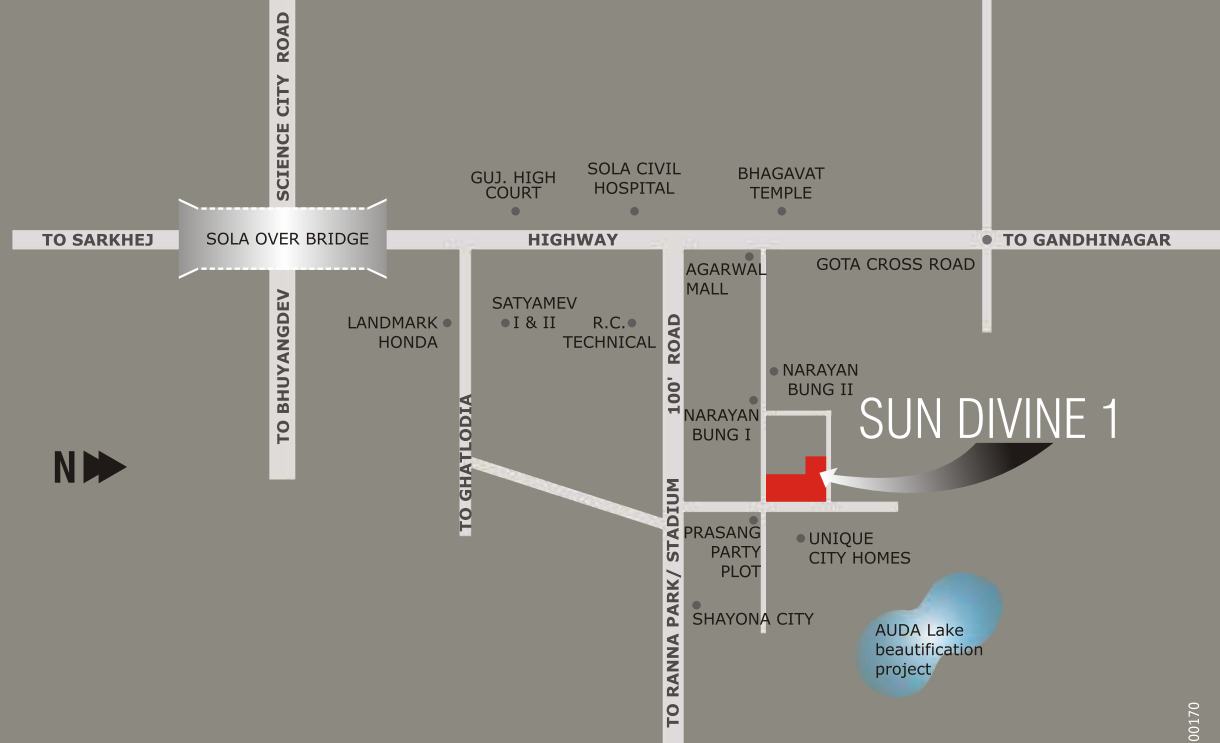 SCIENCE CITY ROAD
GUJ. HIGH
COURT
SOLA CIVIL
HOSPITAL
BHAGAVAT
TEMPLE
TO SARKHEJ
SOLA OVER BRIDGE
HIGHWAY
TO GANDHINAGAR
AGARWAL
MALL
GOTA CROSS ROAD
TO BHUYANGDEV
LANDMARK
HONDA
SATYAMEV
I & II
R.C.
TECHNICAL
100' ROAD
NARAYAN
BUNG II
NARAYAN
BUNG I
SUN DIVINE 1
N
TO GHATLODIA
TO RANNA PARK/ STADIUM
PRASANG
PARTY
PLOT
UNIQUE
CITY HOMES
SHAYONA CITY
AUDA Lake
beautification
project
00170